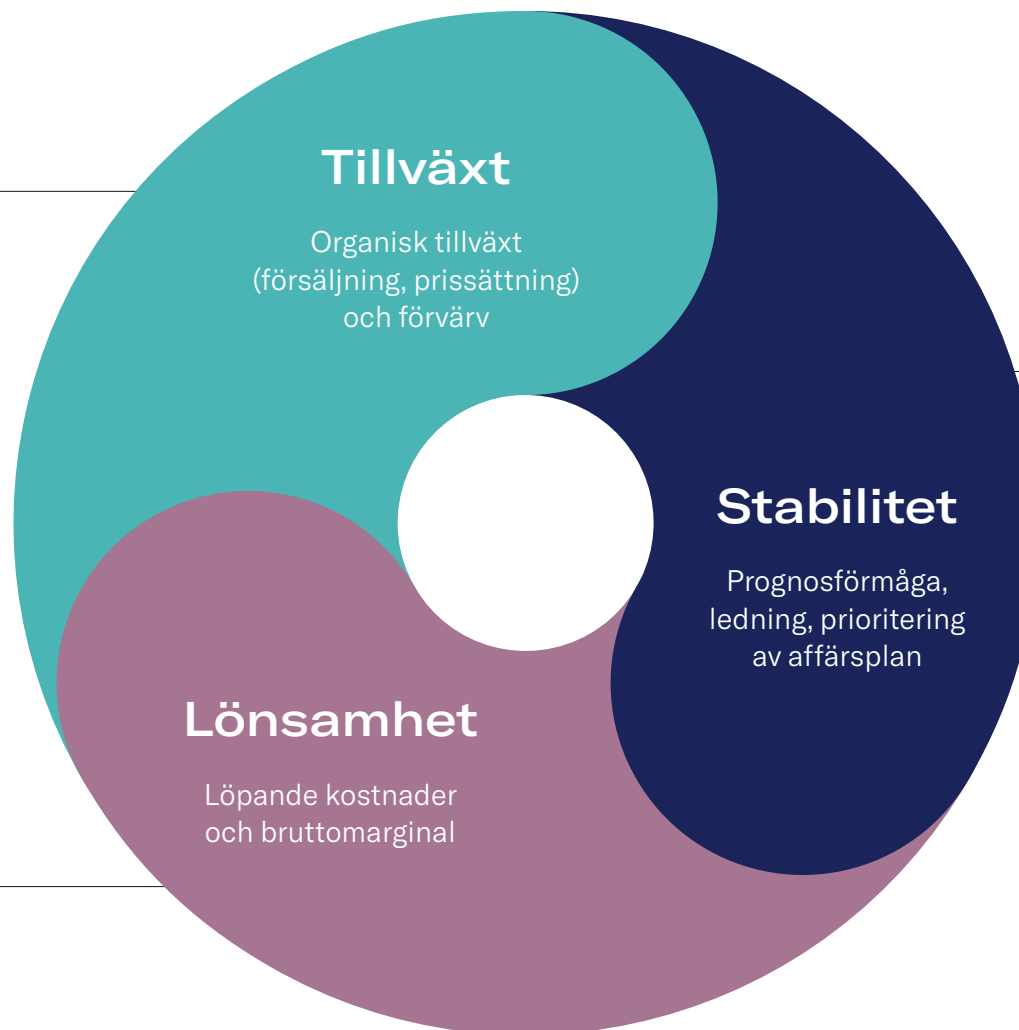 Tillväxt
Organisk tillväxt
(försäljning, prissättning)
och förvärv
Stabilitet
Prognosförmåga,
ledning, prioritering
av affärsplan
Lönsamhet
Löpande kostnader
och bruttomarginal